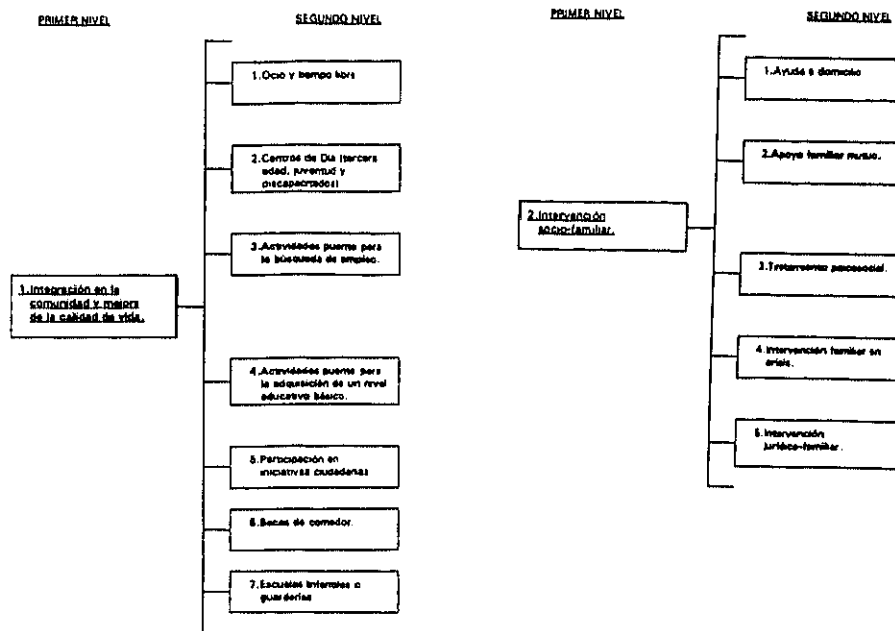 PRIMER NIVEL
SEGUNDO NIVEL
1.Ocio y tiempo libre
2.Centros de Día (tercera
edad, juventud y
discapacitados)
3.Actividades puente para
la búsqueda de empleo.
1.Integración en la
comunidad y mejora
de la calidad de vida.
4.Actividades puente para
la adquisición de un nivel
educativo básico.
5.Participación en
iniciativas ciudadanas
6.Becas de comedor.
7.Escuelas infantiles o
guarderías
PRIMER NIVEL
SEGUNDO NIVEL
1.Ayuda a domicilio
2.Apoyo familiar mutuo.
2.Intervención
socio-familiar.
3.Tratamiento psicosocial.
4.Intervención familiar en
crisis.
5.Intervención
jurídico-familiar.